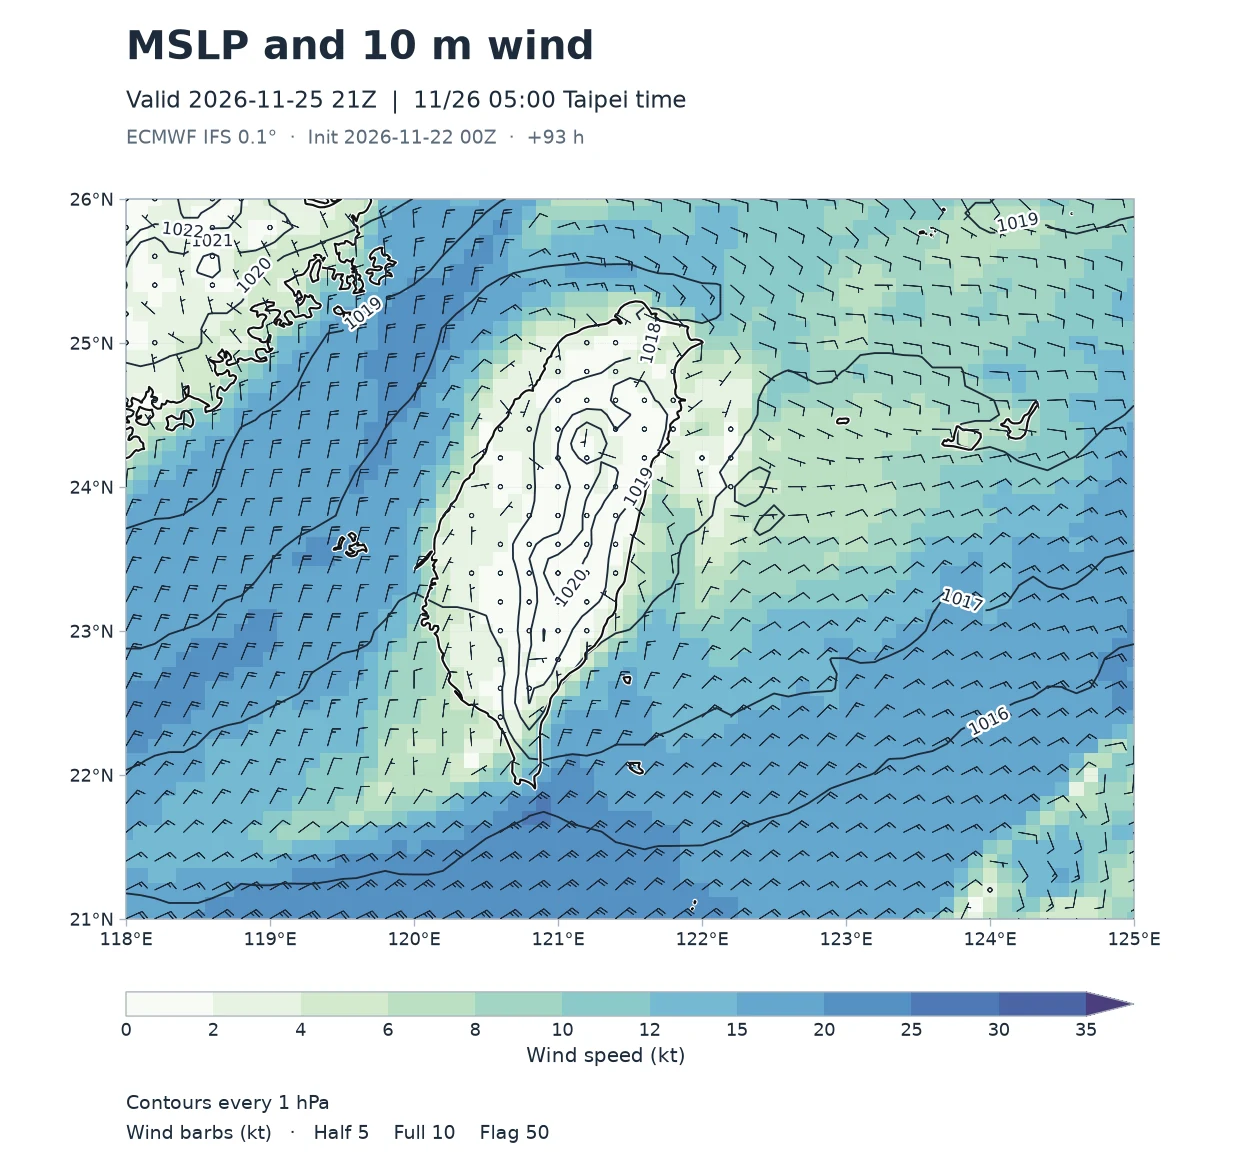 MSLP and 10 m wind
Valid 2026-11-25 21Z | 11/26 05:00 Taipei time
ECMWF IFS 0.1° · Init 2026-11-22 00Z · +93 h
26°N
25°N
24°N
23°N
22°N
21°N
1022
1021
1020
1019
1018
1019
1019
1020
1017
1016
118°E 119°E 120°E 121°E 122°E 123°E 124°E 125°E
0 2 4 6 8 10 12 15 20 25 30 35
Wind speed (kt)
Contours every 1 hPa
Wind barbs (kt) · Half 5 Full 10 Flag 50